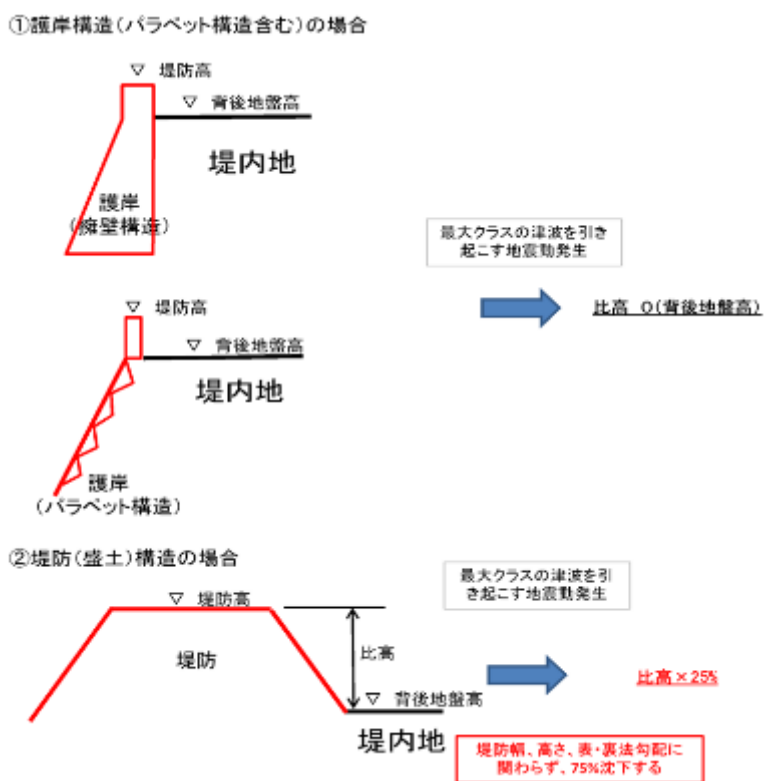 ①護岸構造(パラペット構造含む)の場合
▽ 堤防高
▽ 背後地盤高
堤内地
護岸
(擁壁構造)
最大クラスの津波を引き
起こす地震動発生
比高 0(背後地盤高)
▽ 堤防高
▽ 背後地盤高
堤内地
護岸
(パラペット構造)
②堤防(盛土)構造の場合
最大クラスの津波を引
き起こす地震動発生
▽ 堤防高
堤防
比高
比高×25%
▽ 背後地盤高
堤内地
堤防幅、高さ、表・裏法勾配に
関わらず、75%沈下する